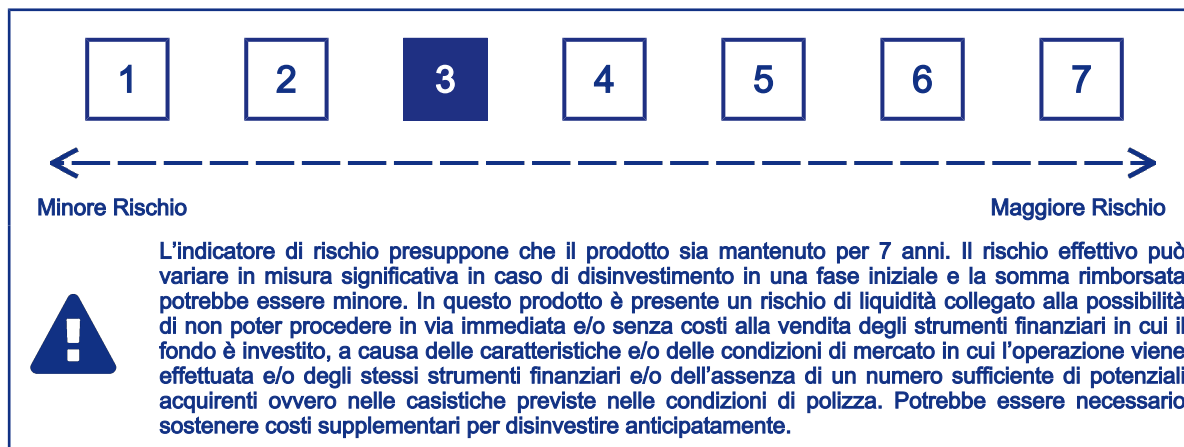 1 2 3 4 5 6 7
Minore Rischio Maggiore Rischio
L'indicatore di rischio presuppone che il prodotto sia mantenuto per 7 anni. Il rischio effettivo può
variare in misura significativa in caso di disinvestimento in una fase iniziale e la somma rimborsata
potrebbe essere minore. In questo prodotto è presente un rischio di liquidità collegato alla possibilità
di non poter procedere in via immediata e/o senza costi alla vendita degli strumenti finanziari in cui il
fondo è investito, a causa delle caratteristiche e/o delle condizioni di mercato in cui l'operazione viene
effettuata e/o degli stessi strumenti finanziari e/o dell'assenza di un numero sufficiente di potenziali
acquirenti ovvero nelle casistiche previste nelle condizioni di polizza. Potrebbe essere necessario
sostenere costi supplementari per disinvestire anticipatamente.